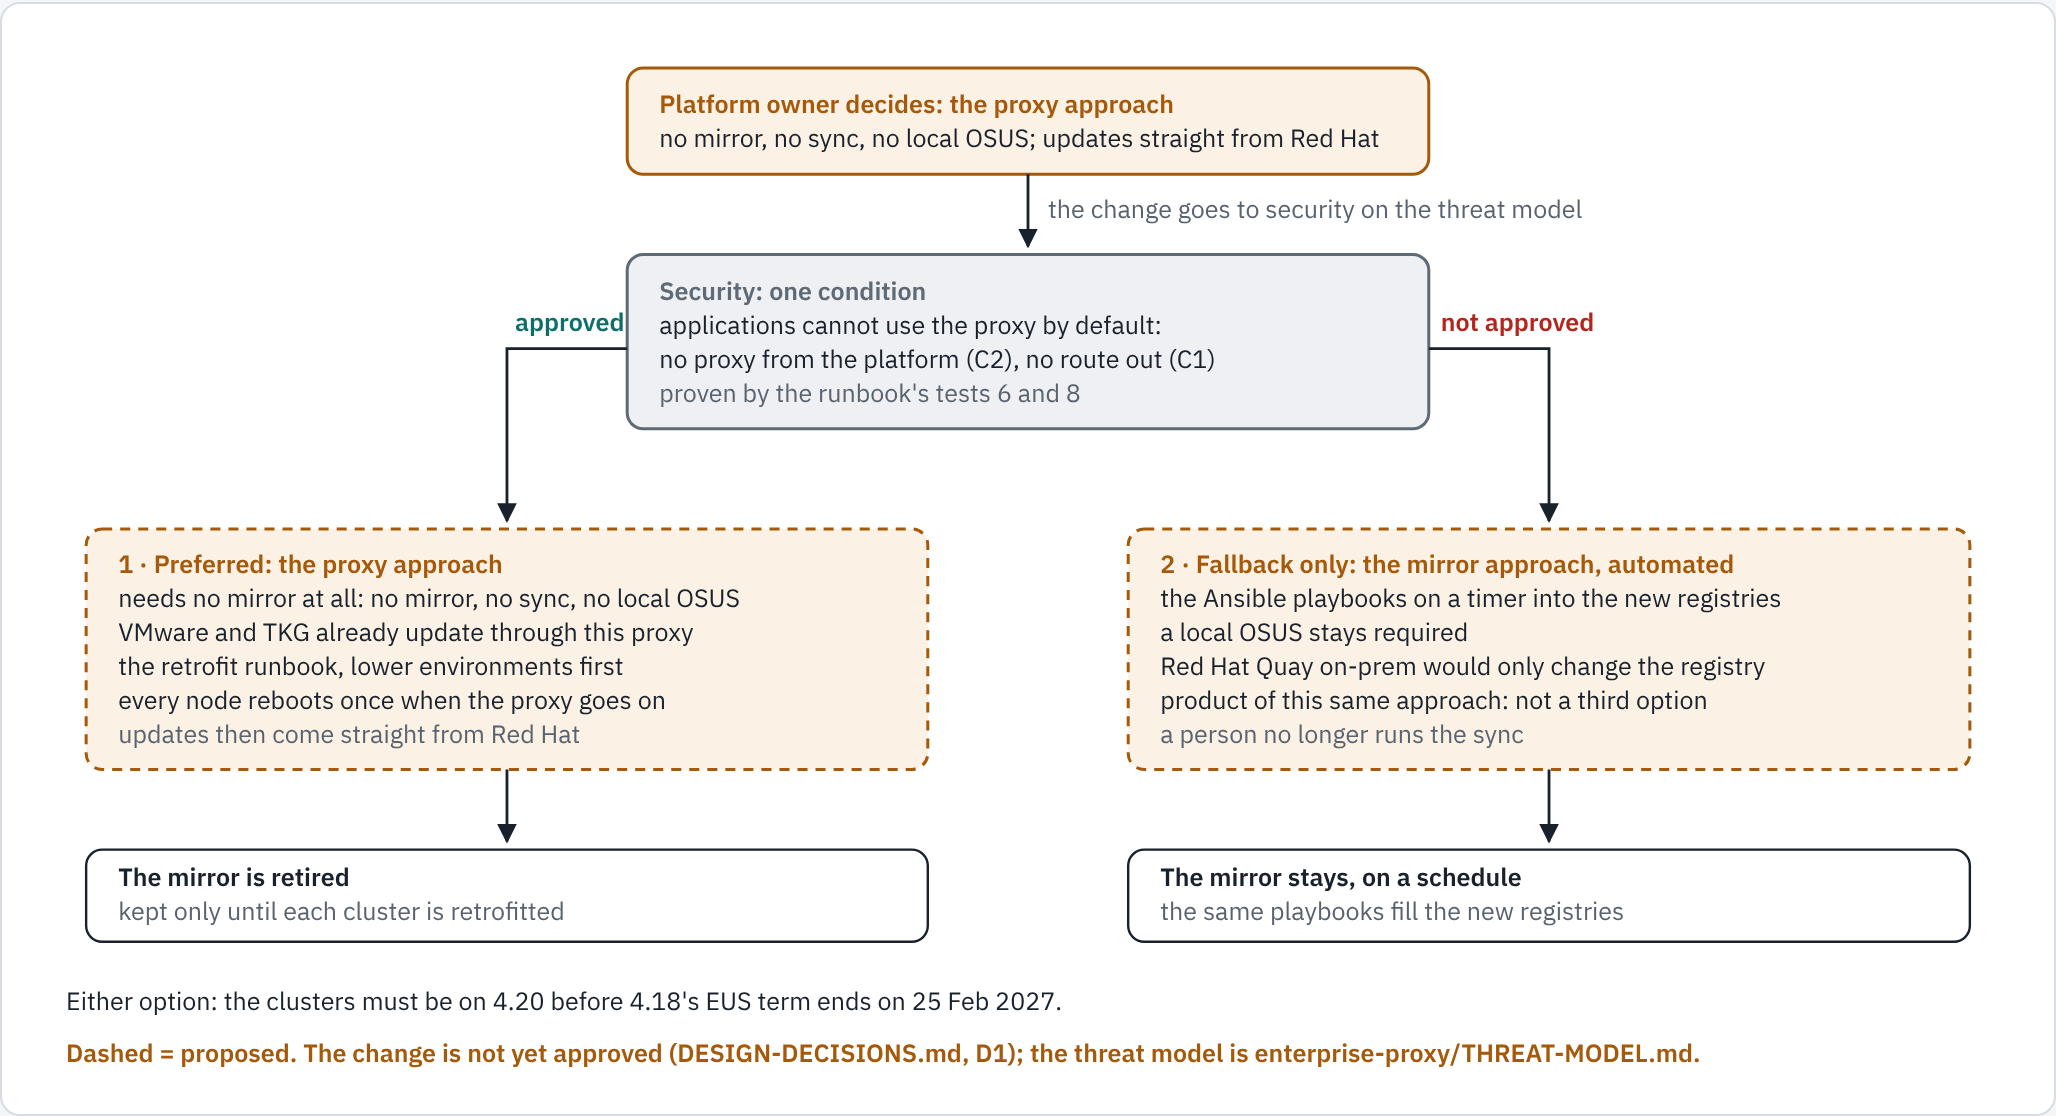 Platform owner decides: the proxy approach
no mirror, no sync, no local OSUS; updates straight from Red Hat
the change goes to security on the threat model
Security: one condition
applications cannot use the proxy by default:
no proxy from the platform (C2), no route out (C1)
proven by the runbook's tests 6 and 8
approved
not approved
1 · Preferred: the proxy approach
needs no mirror at all: no mirror, no sync, no local OSUS
VMware and TKG already update through this proxy
the retrofit runbook, lower environments first
every node reboots once when the proxy goes on
updates then come straight from Red Hat
2 · Fallback only: the mirror approach, automated
the Ansible playbooks on a timer into the new registries
a local OSUS stays required
Red Hat Quay on-prem would only change the registry
product of this same approach: not a third option
a person no longer runs the sync
The mirror is retired
kept only until each cluster is retrofitted
The mirror stays, on a schedule
the same playbooks fill the new registries
Either option: the clusters must be on 4.20 before 4.18's EUS term ends on 25 Feb 2027.
Dashed = proposed. The change is not yet approved (DESIGN-DECISIONS.md, D1); the threat model is enterprise-proxy/THREAT-MODEL.md.